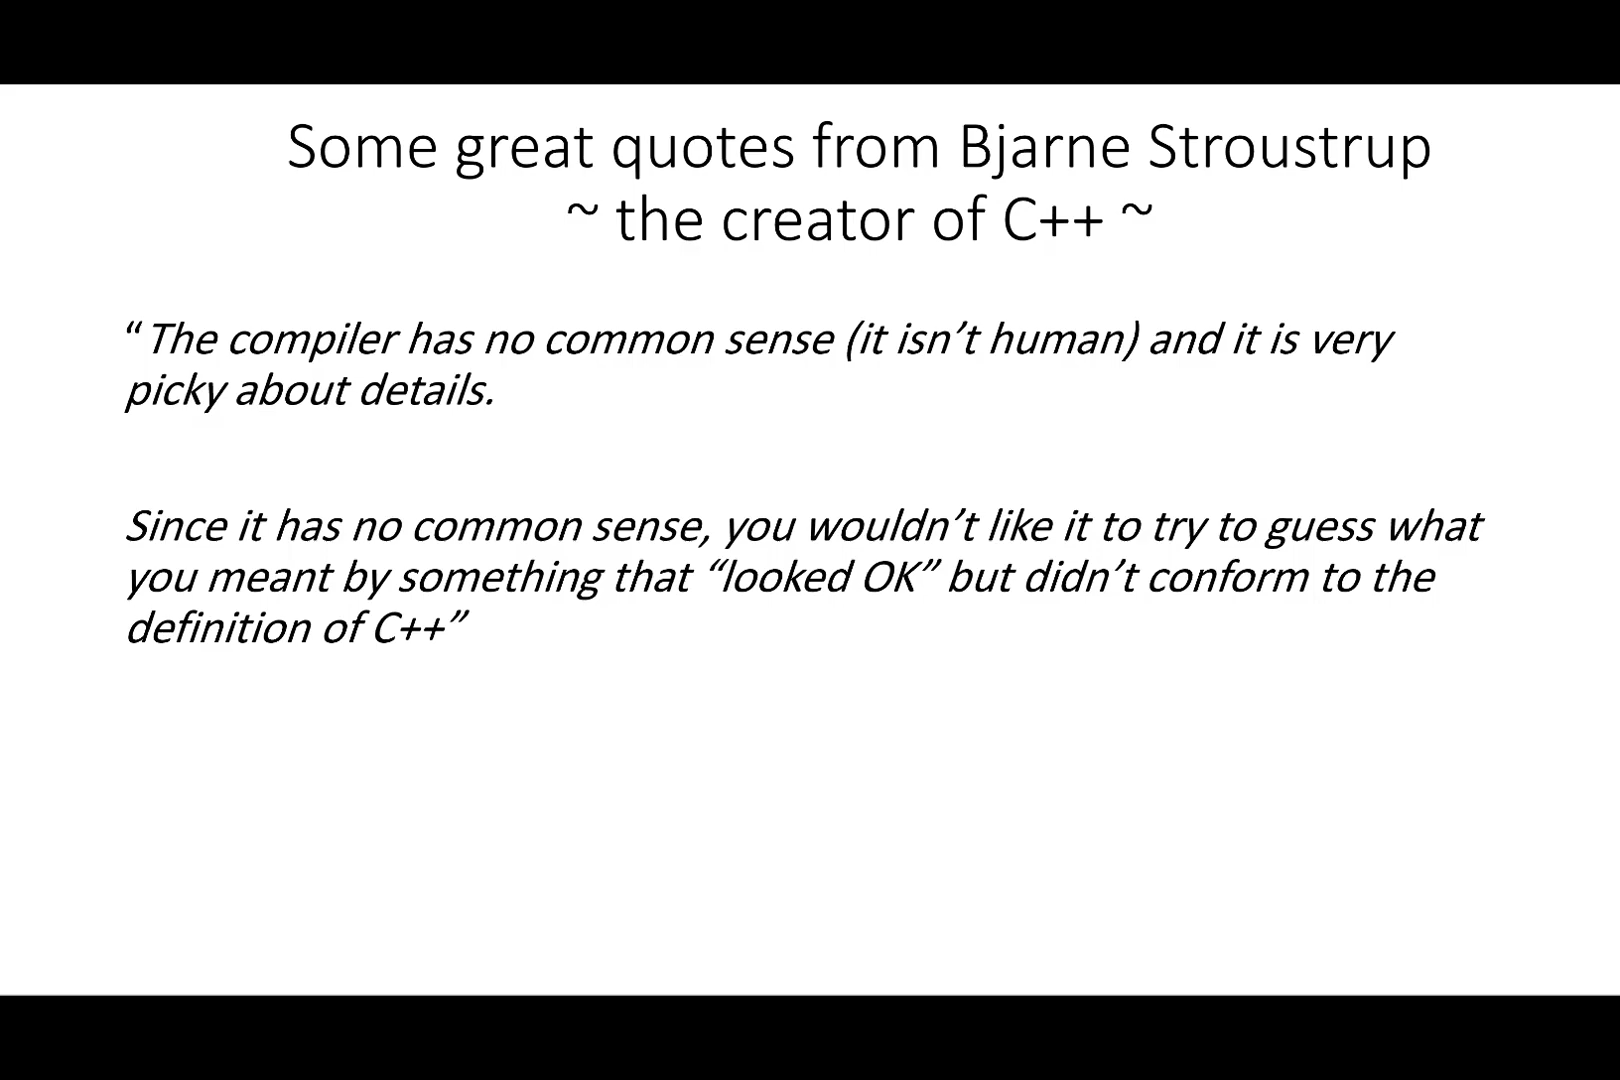 Some great quotes from Bjarne Stroustrup
~ the creator of C++ ~
“ The compiler has no common sense (it isn’t human) and it is very
picky about details.
Since it has no common sense, you wouldn’t like it to try to guess what
you meant by something that “looked OK” but didn’t conform to the
definition of C++”